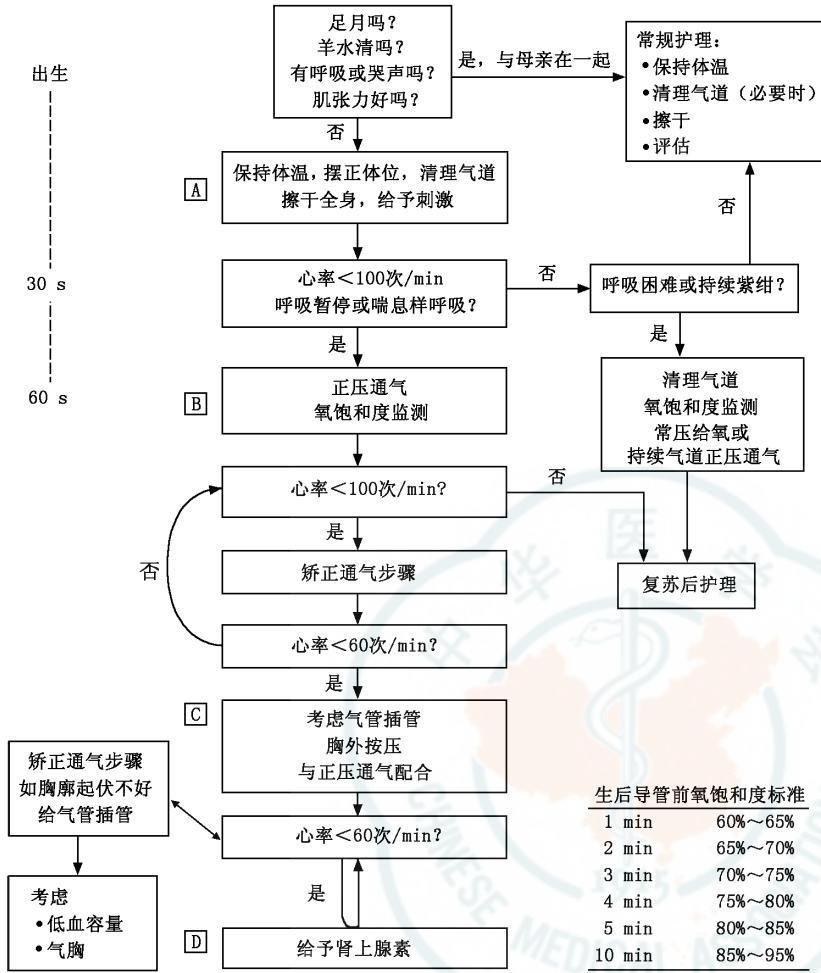 足月吗？
羊水清吗？
有呼吸或哭声吗？
肌张力好吗？
是，与母亲在一起
常规护理：
•保持体温
•清理气道（必要时）
•擦干
•评估
出生
否
A
保持体温，摆正体位，清理气道
擦干全身，给予刺激
否
30 s
心率＜100次/min
呼吸暂停或喘息样呼吸？
否
呼吸困难或持续紫绀？
是
是
60 s
B
正压通气
氧饱和度监测
清理气道
氧饱和度监测
常压给氧或
持续气道正压通气
心率＜100次/min？
否
是
否
矫正通气步骤
复苏后护理
心率＜60次/min？
是
C
考虑气管插管
胸外按压
与正压通气配合
矫正通气步骤
如胸廓起伏不好
给气管插管
心率＜60次/min？
是
考虑
•低血容量
•气胸
D
给予肾上腺素
生后导管前氧饱和度标准
1 min 60%～65%
2 min 65%～70%
3 min 70%～75%
4 min 75%～80%
5 min 80%～85%
10 min 85%～95%
中华医学会
CHINESE MEDICAL ASSOCIATION